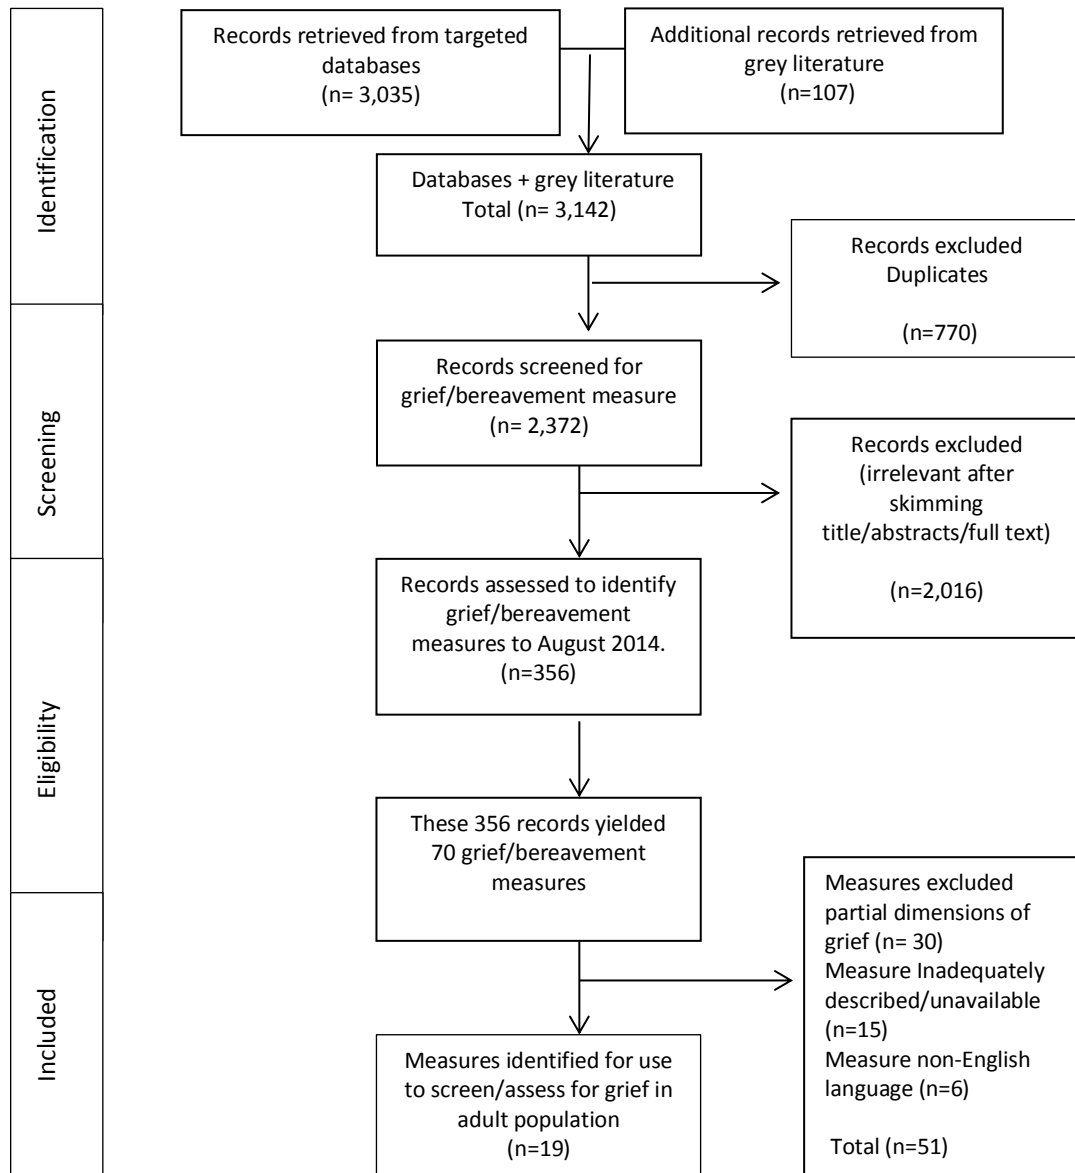 Identification
Records retrieved from targeted
databases
(n= 3,035)
Additional records retrieved from
grey literature
(n=107)
Databases + grey literature
Total (n= 3,142)
Records excluded
Duplicates
(n=770)
Screening
Records screened for
grief/bereavement measure
(n= 2,372)
Records excluded
(irrelevant after
skimming
title/abstracts/full text)
(n=2,016)
Eligibility
Records assessed to identify
grief/bereavement
measures to August 2014.
(n=356)
These 356 records yielded
70 grief/bereavement
measures
Included
Measures excluded
partial dimensions of
grief (n= 30)
Measure Inadequately
described/unavailable
(n=15)
Measure non-English
language (n=6)
Total (n=51)
Measures identified for use
to screen/assess for grief in
adult population
(n=19)